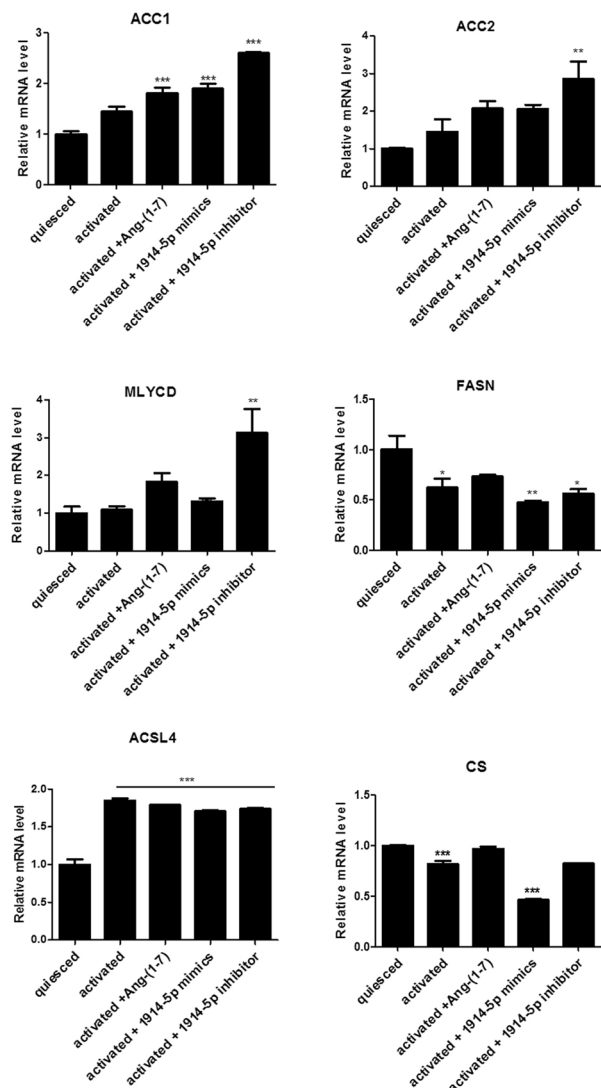 ACC1
Relative mRNA level
3
2
1
0
***
***
***
quiesced
activated
activated +Ang-(1-7)
activated + 1914-5p mimics
activated + 1914-5p inhibitor
ACC2
Relative mRNA level
4
3
2
1
0
**
quiesced
activated
activated +Ang-(1-7)
activated + 1914-5p mimics
activated + 1914-5p inhibitor
MLYCD
Relative mRNA level
4
3
2
1
0
**
quiesced
activated
activated +Ang-(1-7)
activated + 1914-5p mimics
activated + 1914-5p inhibitor
FASN
Relative mRNA level
1.5
1.0
0.5
0.0
*
**
*
quiesced
activated
activated +Ang-(1-7)
activated + 1914-5p mimics
activated + 1914-5p inhibitor
ACSL4
Relative mRNA level
2.0
1.5
1.0
0.5
0.0
***
quiesced
activated
activated +Ang-(1-7)
activated + 1914-5p mimics
activated + 1914-5p inhibitor
CS
Relative mRNA level
1.5
1.0
0.5
0.0
***
***
quiesced
activated
activated +Ang-(1-7)
activated + 1914-5p mimics
activated + 1914-5p inhibitor